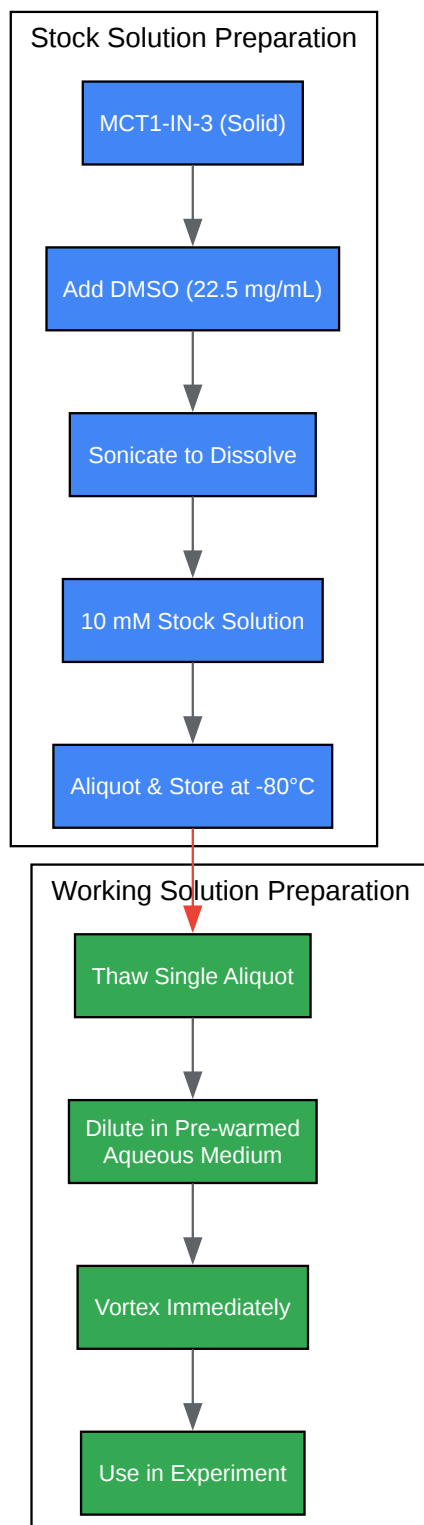 Stock Solution Preparation
MCT1-IN-3 (Solid)
Add DMSO (22.5 mg/mL)
Sonicate to Dissolve
10 mM Stock Solution
Aliquot & Store at -80°C
Working Solution Preparation
Thaw Single Aliquot
Dilute in Pre-warmed
Aqueous Medium
Vortex Immediately
Use in Experiment